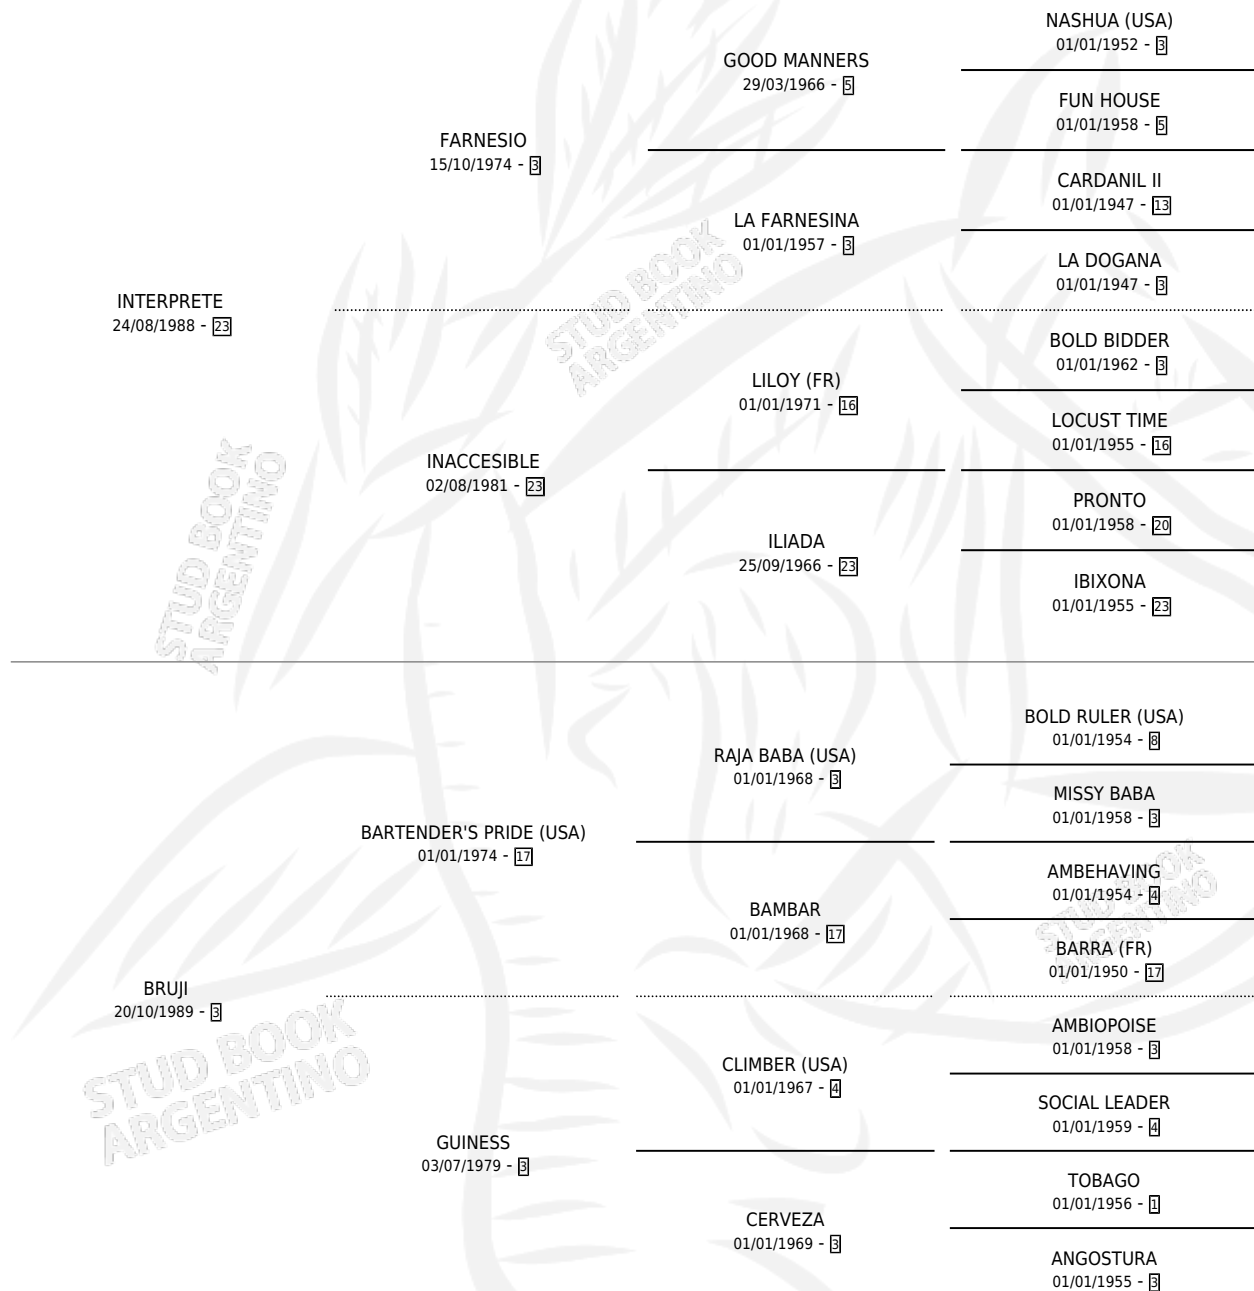 NASHUA (USA)
01/01/1952 - 3
GOOD MANNERS
29/03/1966 - 5
FUN HOUSE
01/01/1958 - 5
FARNESIO
15/10/1974 - 3
CARDANIL II
01/01/1947 - 13
LA FARNESINA
01/01/1957 - 3
LA DOGANA
01/01/1947 - 3
INTERPRETE
24/08/1988 - 23
BOLD BIDDER
01/01/1962 - 3
LILOY (FR)
01/01/1971 - 16
LOCUST TIME
01/01/1955 - 16
INACCESIBLE
02/08/1981 - 23
PRONTO
01/01/1958 - 20
ILIADA
25/09/1966 - 23
IBIXONA
01/01/1955 - 23
BOLD RULER (USA)
01/01/1954 - 8
RAJA BABA (USA)
01/01/1968 - 3
MISSY BABA
01/01/1958 - 3
BARTENDER'S PRIDE (USA)
01/01/1974 - 17
AMBEHAVING
01/01/1954 - 4
BAMBAR
01/01/1968 - 17
BARRA (FR)
01/01/1950 - 17
BRUJI
20/10/1989 - 3
AMBIOPOISE
01/01/1958 - 3
CLIMBER (USA)
01/01/1967 - 4
SOCIAL LEADER
01/01/1959 - 4
GUINESS
03/07/1979 - 3
TOBAGO
01/01/1956 - 1
CERVEZA
01/01/1969 - 3
ANGOSTURA
01/01/1955 - 3
STUD BOOK
ARGENTINO
STUD BOOK
ARGENTINO
STUD BOOK
ARGENTINO
STUD BOOK
ARGENTINO